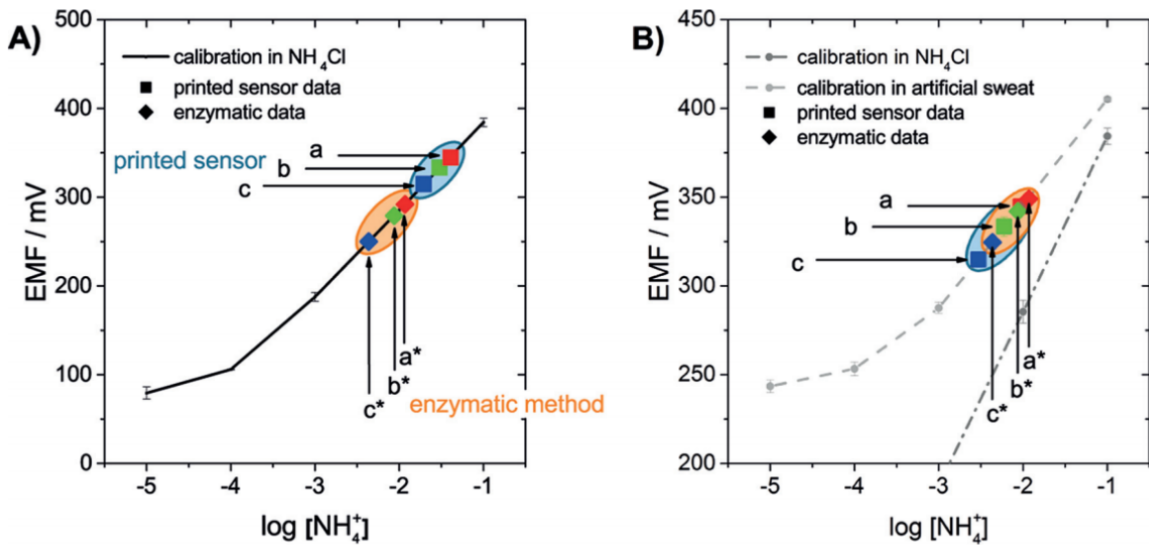 A)
500
400
300
200
100
0
EMF / mV
-5 -4 -3 -2 -1
log [NH₄⁺]
calibration in NH₄Cl
printed sensor data
enzymatic data
printed sensor
a
b
c
a*
b*
c*
enzymatic method
B)
450
400
350
300
250
200
EMF / mV
-5 -4 -3 -2 -1
log [NH₄⁺]
calibration in NH₄Cl
calibration in artificial sweat
printed sensor data
enzymatic data
a
b
c
a*
b*
c*